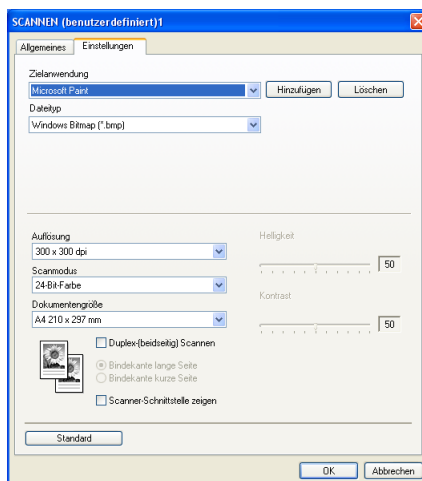 SCANNEN (benutzerdefiniert)1
Allgemeines Einstellungen
Zielanwendung
Microsoft Paint Hinzufügen Löschen
Dateityp
Windows Bitmap (*.bmp)
Auflösung Helligkeit
300 x 300 dpi
50
Scanmodus
24-Bit-Farbe
Kontrast
Dokumentengröße
A4 210 x 297 mm
50
Duplex-(beidseitig) Scannen
Bindekante lange Seite
Bindekante kurze Seite
Scanner-Schnittstelle zeigen
Standard
OK Abbrechen